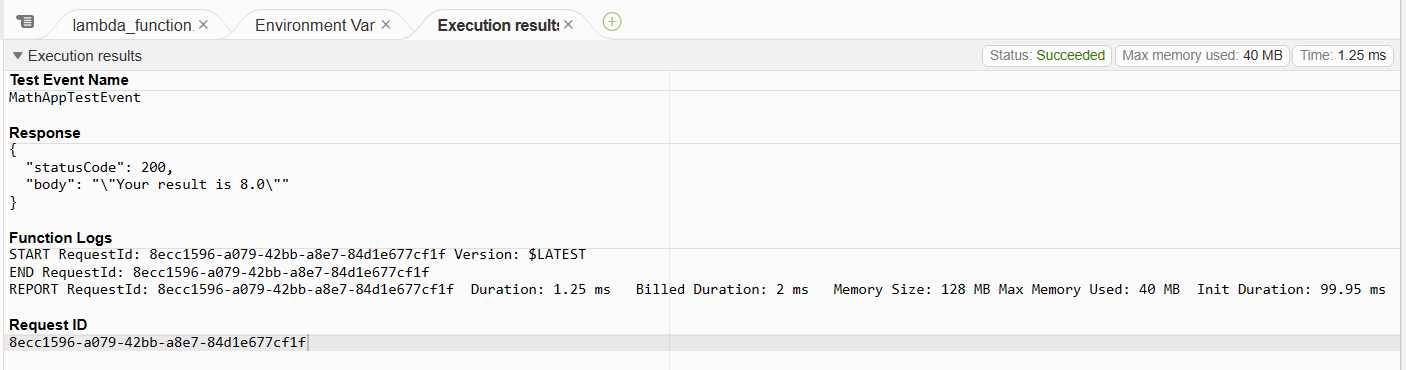 lambda_function. × Environment Var × Execution results ×
Execution results Status: Succeeded Max memory used: 40 MB Time: 1.25 ms
Test Event Name
MathAppTestEvent
Response
{
  "statusCode": 200,
  "body": "\"Your result is 8.0\""
}
Function Logs
START RequestId: 8ecc1596-a079-42bb-a8e7-84d1e677cf1f Version: $LATEST
END RequestId: 8ecc1596-a079-42bb-a8e7-84d1e677cf1f
REPORT RequestId: 8ecc1596-a079-42bb-a8e7-84d1e677cf1f  Duration: 1.25 ms   Billed Duration: 2 ms   Memory Size: 128 MB Max Memory Used: 40 MB  Init Duration: 99.95 ms
Request ID
8ecc1596-a079-42bb-a8e7-84d1e677cf1f